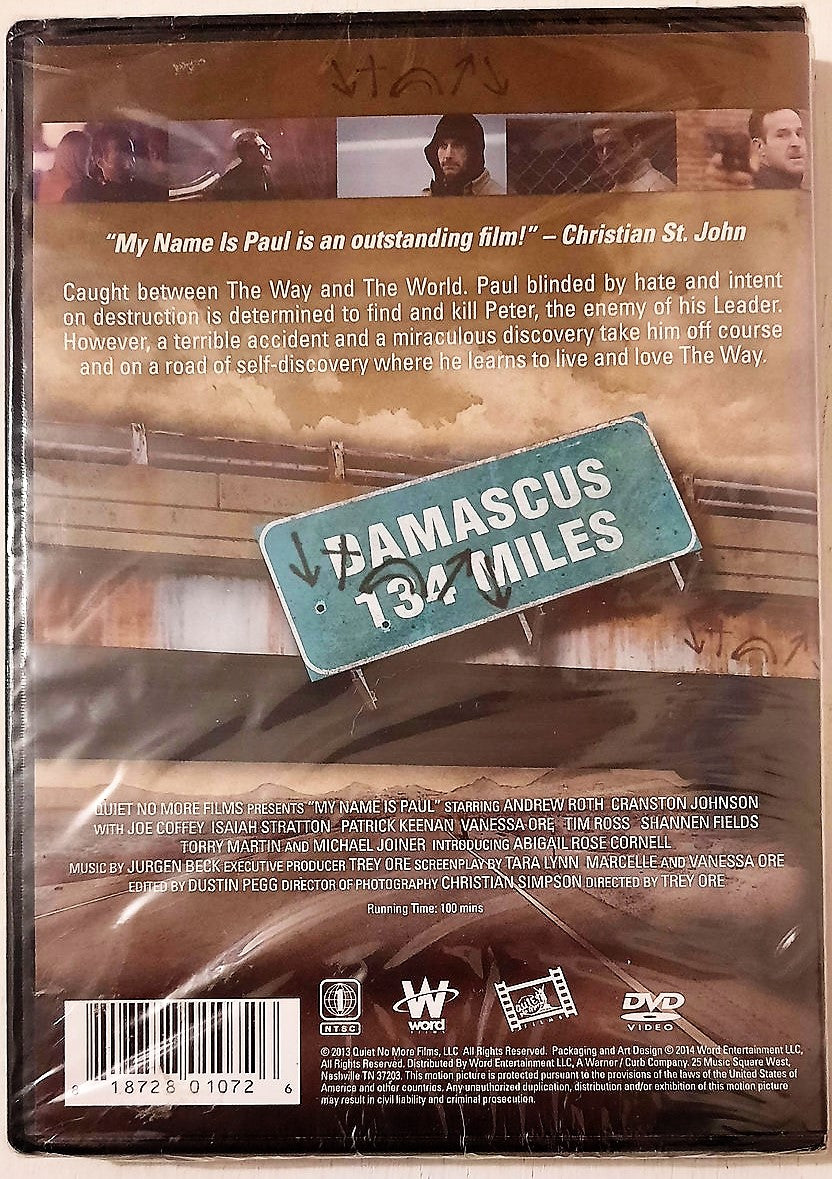 "My Name Is Paul is an outstanding film!" – Christian St. John
Caught between The Way and The World. Paul blinded by hate and intent
on destruction is determined to find and kill Peter, the enemy of his Leader.
However, a terrible accident and a miraculous discovery take him off course
and on a road of self-discovery where he learns to live and love The Way.
DAMASCUS
134 MILES
QUIET NO MORE FILMS PRESENTS "MY NAME IS PAUL" STARRING ANDREW ROTH CRANSTON JOHNSON
WITH JOE COFFEY ISAIAH STRATTON PATRICK KEENAN VANESSA ORE TIM ROSS SHANNEN FIELDS
TORRY MARTIN AND MICHAEL JOINER INTRODUCING ABIGAIL ROSE CORNELL
MUSIC BY JURGEN BECK EXECUTIVE PRODUCER TREY ORE SCREENPLAY BY TARA LYNN MARCELLE AND VANESSA ORE
EDITED BY DUSTIN PEGG DIRECTOR OF PHOTOGRAPHY CHRISTIAN SIMPSON DIRECTED BY TREY ORE
Running Time: 100 mins
1
NTSC
W
word
FILMS
DVD
VIDEO
8 18728 01072 6
© 2013 Quiet No More Films, LLC All Rights Reserved. Packaging and Art Design © 2014 Word Entertainment LLC,
All Rights Reserved. Distributed By Word Entertainment LLC, A Warner / Curb Company. 25 Music Square West,
Nashville TN 37203. This motion picture is protected pursuant to the provisions of the laws of the United States of
America and other countries. Any unauthorized duplication, distribution and/or exhibition of this motion picture
may result in civil liability and criminal prosecution.